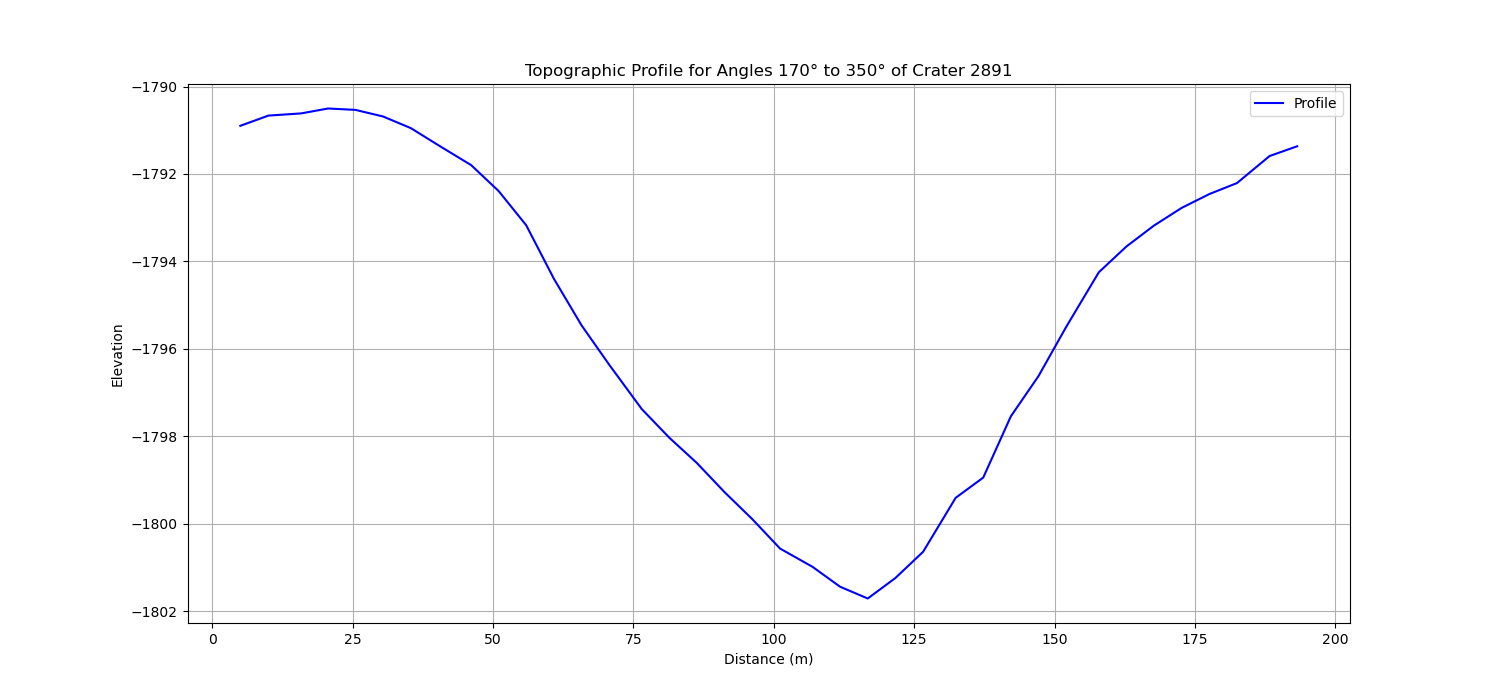 Topographic Profile for Angles 170° to 350° of Crater 2891
Profile
−1790
−1792
−1794
−1796
−1798
−1800
−1802
Elevation
0 25 50 75 100 125 150 175 200
Distance (m)